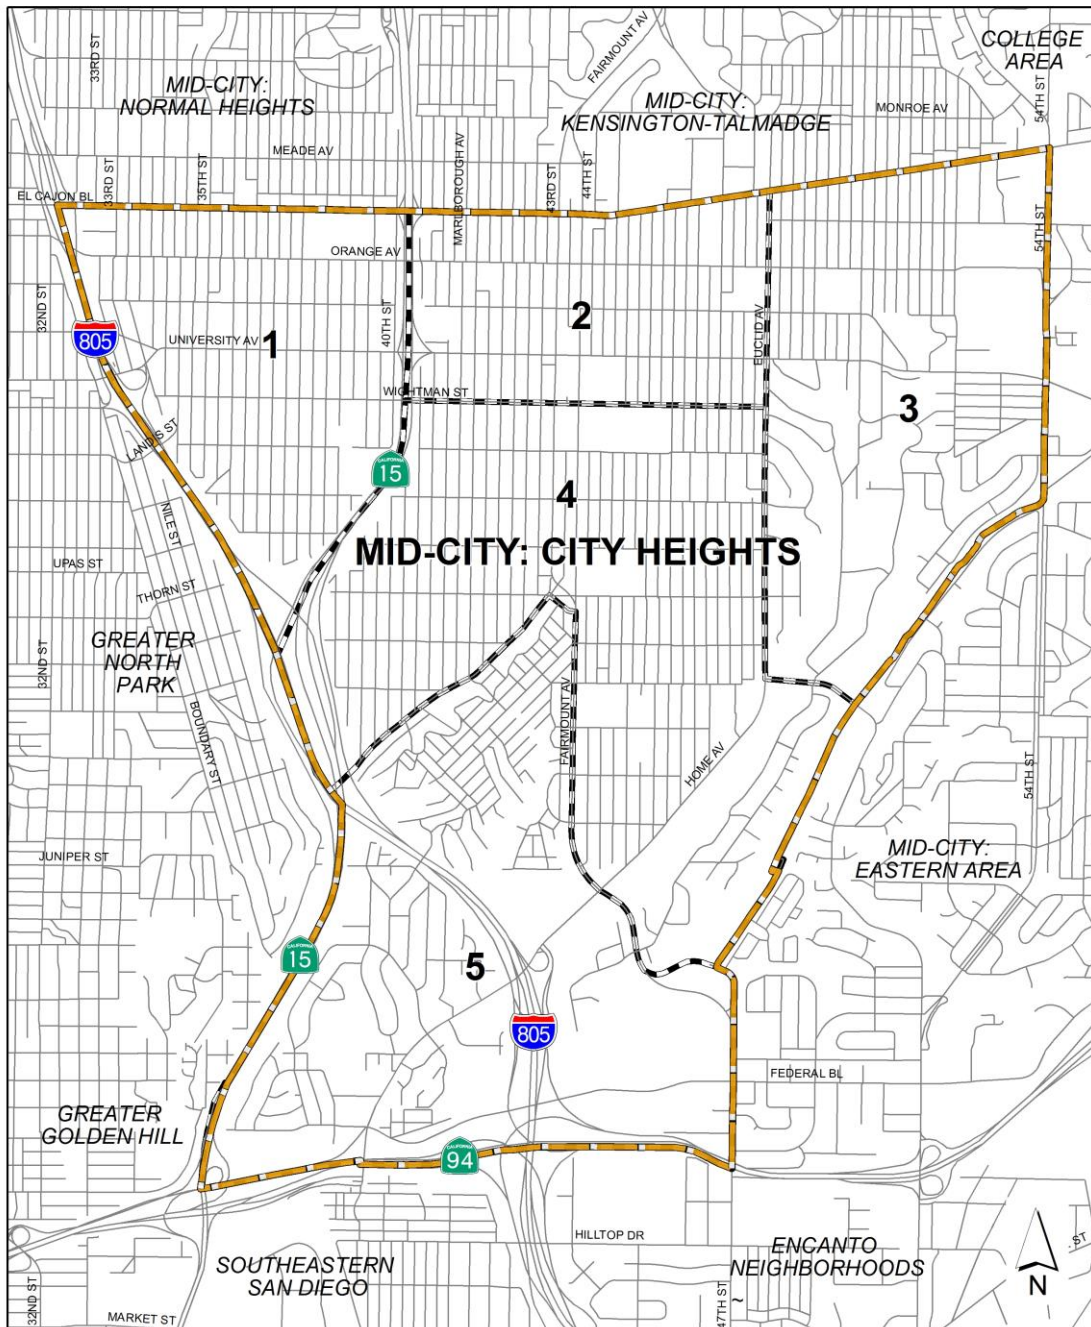 33RD ST
FAIRMOUNT AV
COLLEGE
AREA
MID-CITY:
NORMAL HEIGHTS
MID-CITY:
KENSINGTON-TALMADGE
MONROE AV
54TH ST
MEADE AV
35TH ST
33RD ST
EL CAJON BL
MARLBOROUGH AV
43RD ST
44TH ST
54TH ST
ORANGE AV
32ND ST
805
UNIVERSITY AV
1
40TH ST
2
EUCLID AV
WIGHTMAN ST
3
LANDIS ST
CALIFORNIA
15
4
NILE ST
MID-CITY: CITY HEIGHTS
UPAS ST
THORN ST
GREATER
NORTH
PARK
32ND ST
BOUNDARY ST
FAIRMOUNT AV
HOME AV
54TH ST
JUNIPER ST
MID-CITY:
EASTERN AREA
CALIFORNIA
15
5
805
FEDERAL BL
GREATER
GOLDEN HILL
CALIFORNIA
94
HILLTOP DR
ENCANTO
NEIGHBORHOODS
ST
SOUTHEASTERN
SAN DIEGO
N
32ND ST
MARKET ST
47TH ST
~